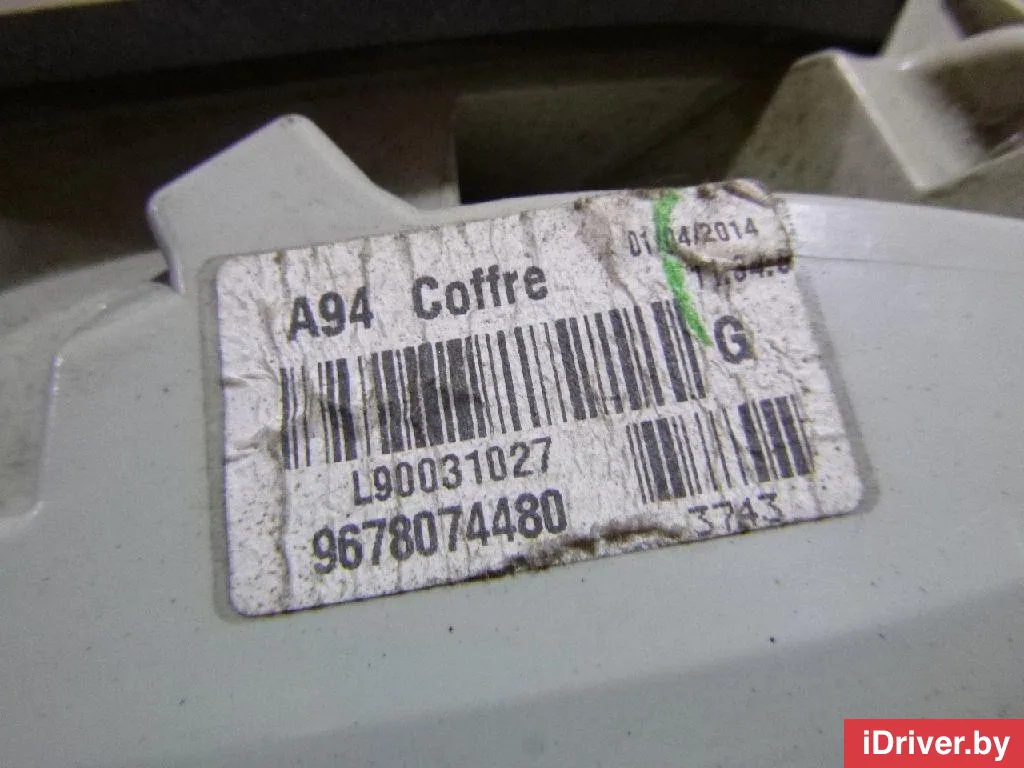 01/04/2014
A94 Coffre
G
L90031027
9678074480
3743
iDriver.by